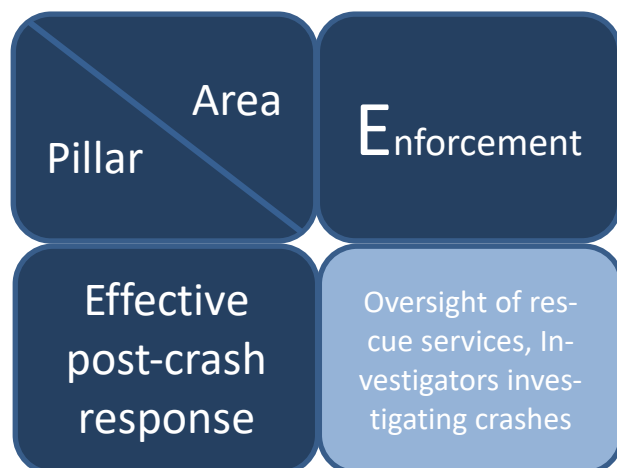 Area
Pillar
Enforcement
Effective
post-crash
response
Oversight of res-
cue services, In-
vestigators inves-
tigating crashes